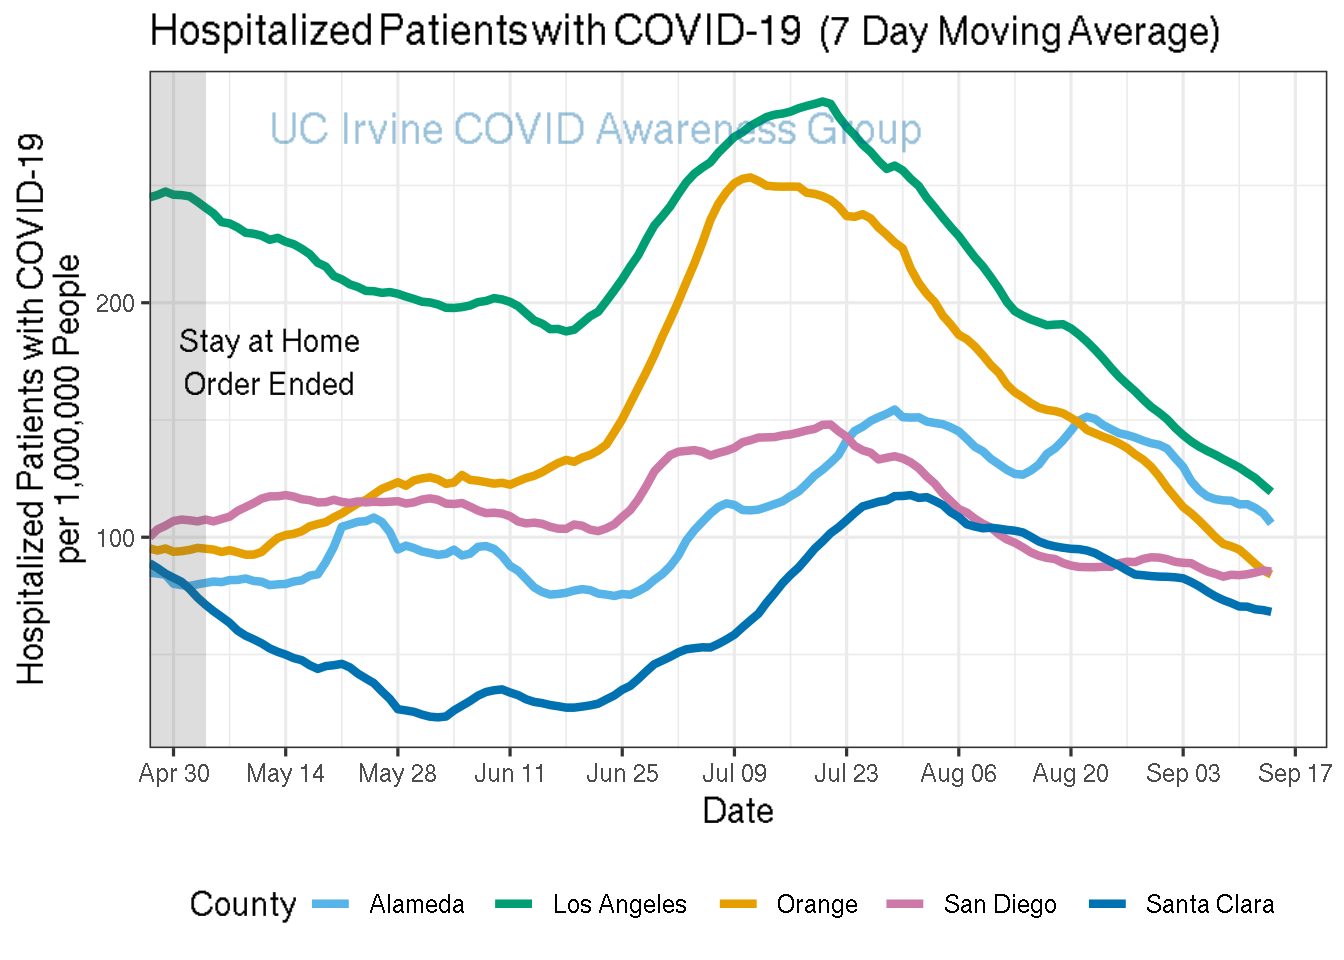 Hospitalized Patients with COVID-19 (7 Day Moving Average)
UC Irvine COVID Awareness Group
Hospitalized Patients with COVID-19
per 1,000,000 People
200
100
Stay at Home
Order Ended
Apr 30 May 14 May 28 Jun 11 Jun 25 Jul 09 Jul 23 Aug 06 Aug 20 Sep 03 Sep 17
Date
County Alameda Los Angeles Orange San Diego Santa Clara